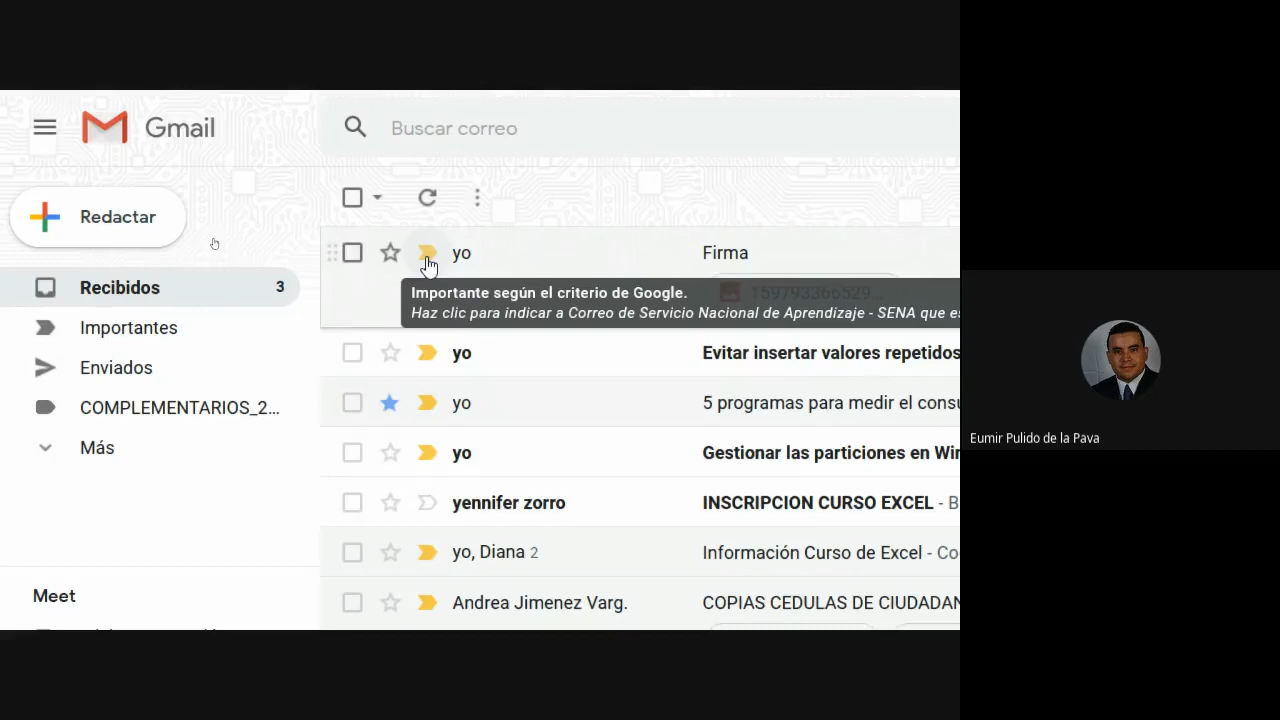 Gmail
Buscar correo
Redactar
Recibidos 3
Importantes
Enviados
COMPLEMENTARIOS_2...
Más
Meet
yo Firma
Importante según el criterio de Google.
Haz clic para indicar a Correo de Servicio Nacional de Aprendizaje - SENA que es
yo Evitar insertar valores repetidos
yo 5 programas para medir el consu
yo Gestionar las particiones en Win
yennifer zorro INSCRIPCION CURSO EXCEL - B
yo, Diana 2 Información Curso de Excel - Co
Andrea Jimenez Varg. COPIAS CEDULAS DE CIUDADAN
Eumir Pulido de la Pava